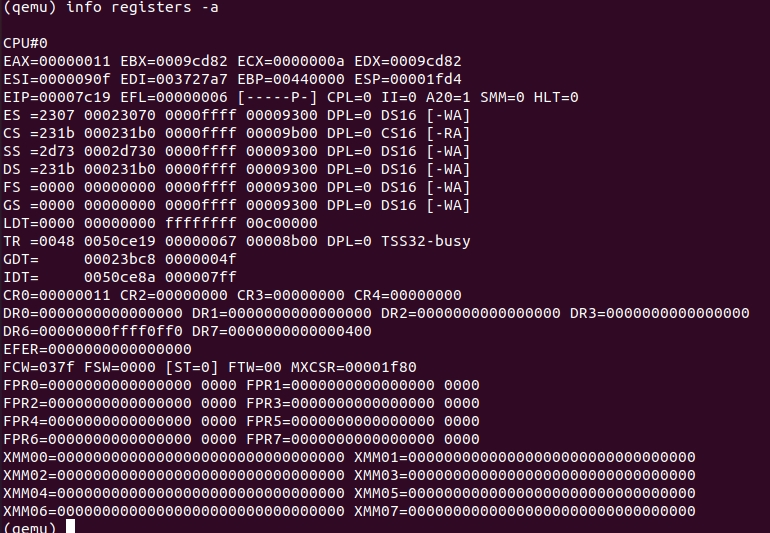 (qemu) info registers -a
CPU#0
EAX=00000011 EBX=0009cd82 ECX=0000000a EDX=0009cd82
ESI=0000090f EDI=003727a7 EBP=00440000 ESP=00001fd4
EIP=00007c19 EFL=00000006 [-----P-] CPL=0 II=0 A20=1 SMM=0 HLT=0
ES =2307 00023070 0000ffff 00009300 DPL=0 DS16 [-WA]
CS =231b 000231b0 0000ffff 00009b00 DPL=0 CS16 [-RA]
SS =2d73 0002d730 0000ffff 00009300 DPL=0 DS16 [-WA]
DS =231b 000231b0 0000ffff 00009300 DPL=0 DS16 [-WA]
FS =0000 00000000 0000ffff 00009300 DPL=0 DS16 [-WA]
GS =0000 00000000 0000ffff 00009300 DPL=0 DS16 [-WA]
LDT=0000 00000000 ffffffff 00c00000
TR =0048 0050ce19 00000067 00008b00 DPL=0 TSS32-busy
GDT=     00023bc8 0000004f
IDT=     0050ce8a 000007ff
CR0=00000011 CR2=00000000 CR3=00000000 CR4=00000000
DR0=0000000000000000 DR1=0000000000000000 DR2=0000000000000000 DR3=0000000000000000
DR6=00000000ffff0ff0 DR7=0000000000000400
EFER=0000000000000000
FCW=037f FSW=0000 [ST=0] FTW=00 MXCSR=00001f80
FPR0=0000000000000000 0000 FPR1=0000000000000000 0000
FPR2=0000000000000000 0000 FPR3=0000000000000000 0000
FPR4=0000000000000000 0000 FPR5=0000000000000000 0000
FPR6=0000000000000000 0000 FPR7=0000000000000000 0000
XMM00=00000000000000000000000000000000 XMM01=00000000000000000000000000000000
XMM02=00000000000000000000000000000000 XMM03=00000000000000000000000000000000
XMM04=00000000000000000000000000000000 XMM05=00000000000000000000000000000000
XMM06=00000000000000000000000000000000 XMM07=00000000000000000000000000000000
(qemu)